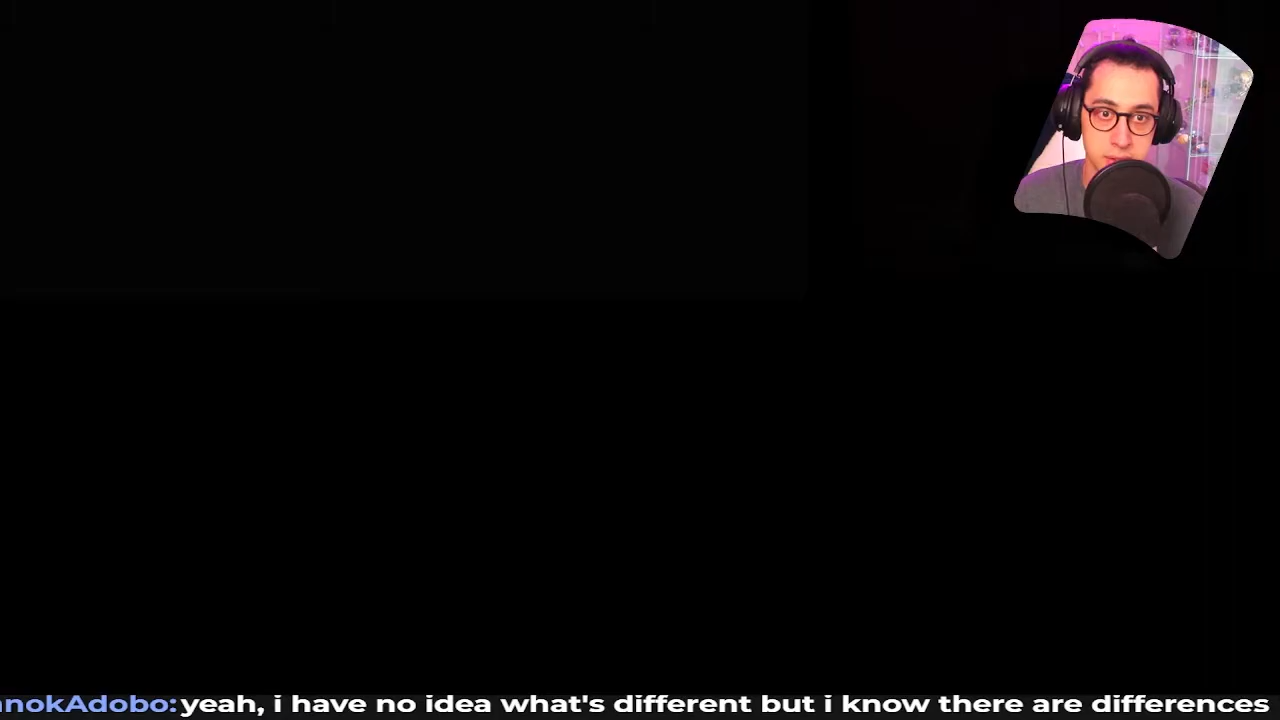 nokAdobo: yeah, i have no idea what's different but i know there are differences